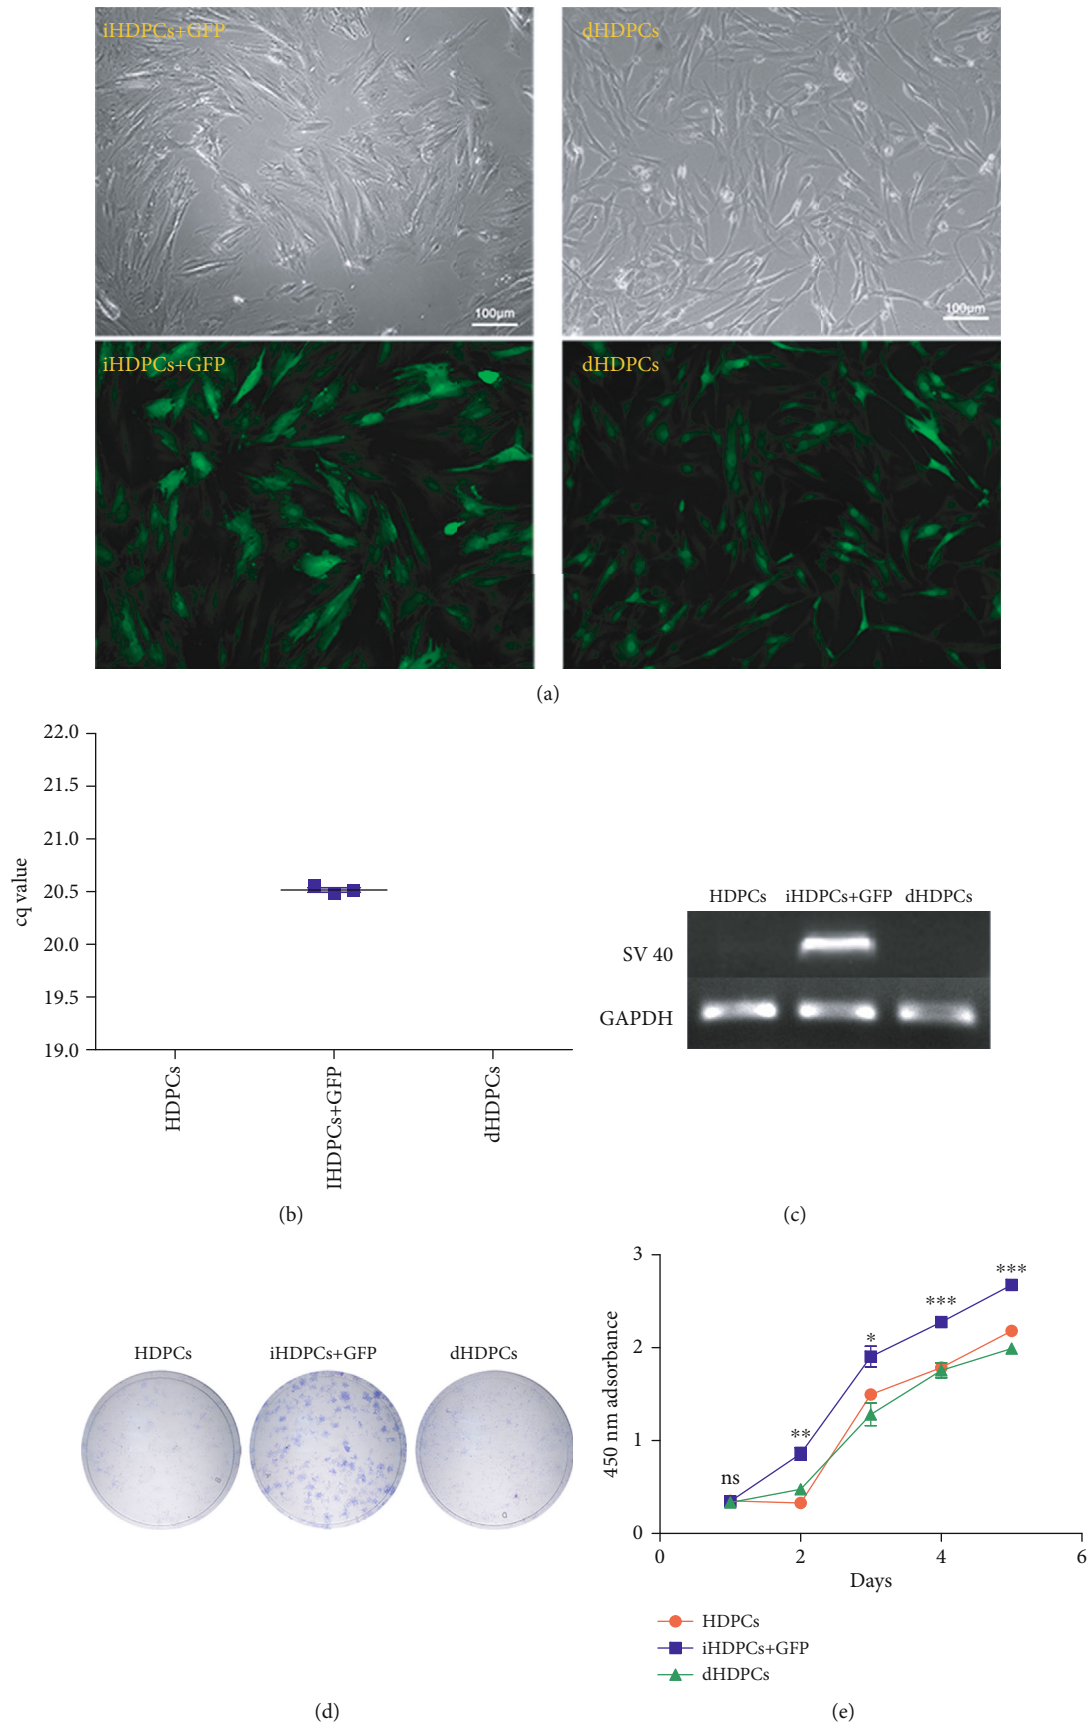 iHDPCs+GFP
dHDPCs
100μm
100μm
iHDPCs+GFP
dHDPCs
(a)
22.0
21.5
21.0
20.5
20.0
19.5
19.0
cq value
HDPCs
IHDPCs+GFP
dHDPCs
(b)
HDPCs iHDPCs+GFP dHDPCs
SV 40
GAPDH
(c)
HDPCs iHDPCs+GFP dHDPCs
(d)
3
2
1
0
450 nm adsorbance
ns
**
*
***
***
0 2 4 6
Days
HDPCs
iHDPCs+GFP
dHDPCs
(e)